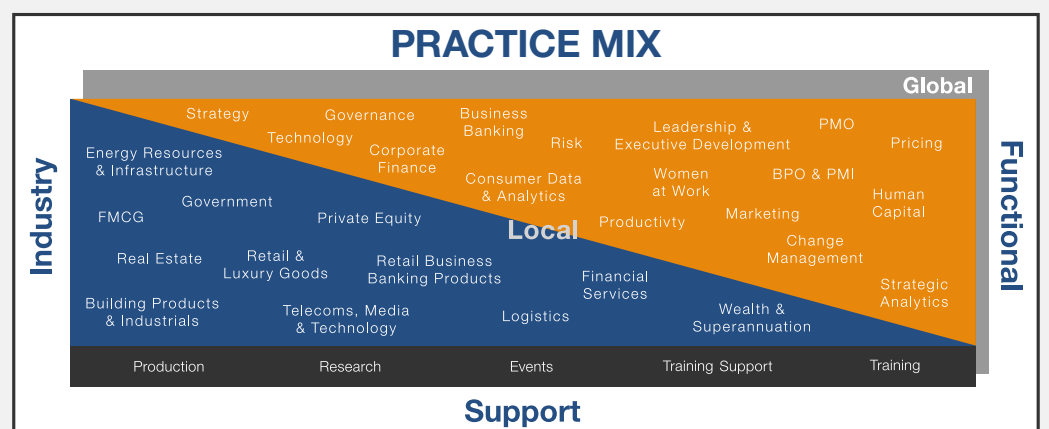 PRACTICE MIX
Global
Industry
Functional
Strategy
Governance
Business
Banking
Technology
Corporate
Finance
Risk
Leadership &
Executive Development
PMO
Pricing
Consumer Data
& Analytics
Women
at Work
BPO & PMI
Human
Capital
Productivty
Marketing
Change
Management
Strategic
Analytics
Local
Energy Resources
& Infrastructure
Government
FMCG
Private Equity
Real Estate
Retail &
Luxury Goods
Retail Business
Banking Products
Financial
Services
Building Products
& Industrials
Telecoms, Media
& Technology
Logistics
Wealth &
Superannuation
Production
Research
Events
Training Support
Training
Support